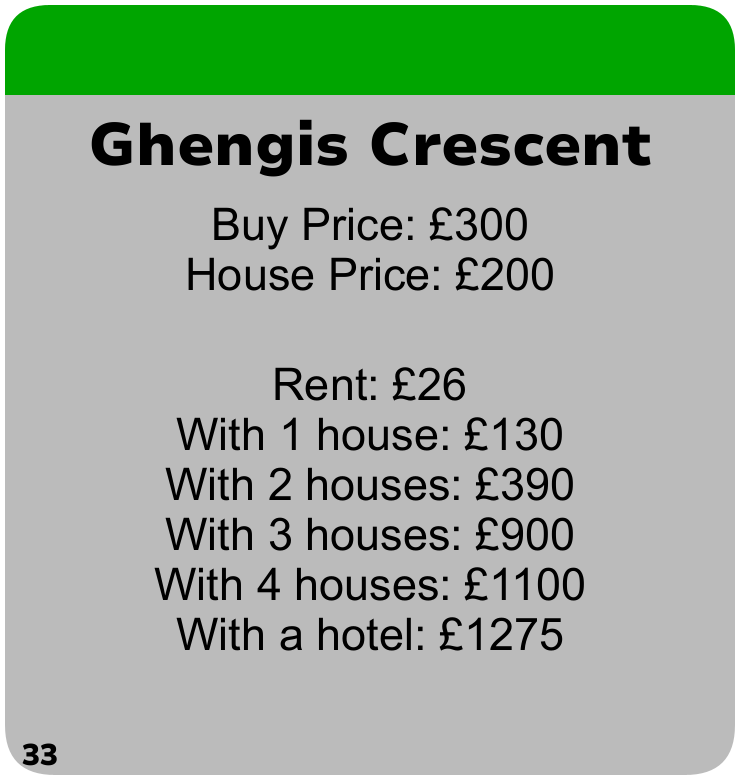 Ghengis Crescent
Buy Price: £300
House Price: £200
Rent: £26
With 1 house: £130
With 2 houses: £390
With 3 houses: £900
With 4 houses: £1100
With a hotel: £1275
33